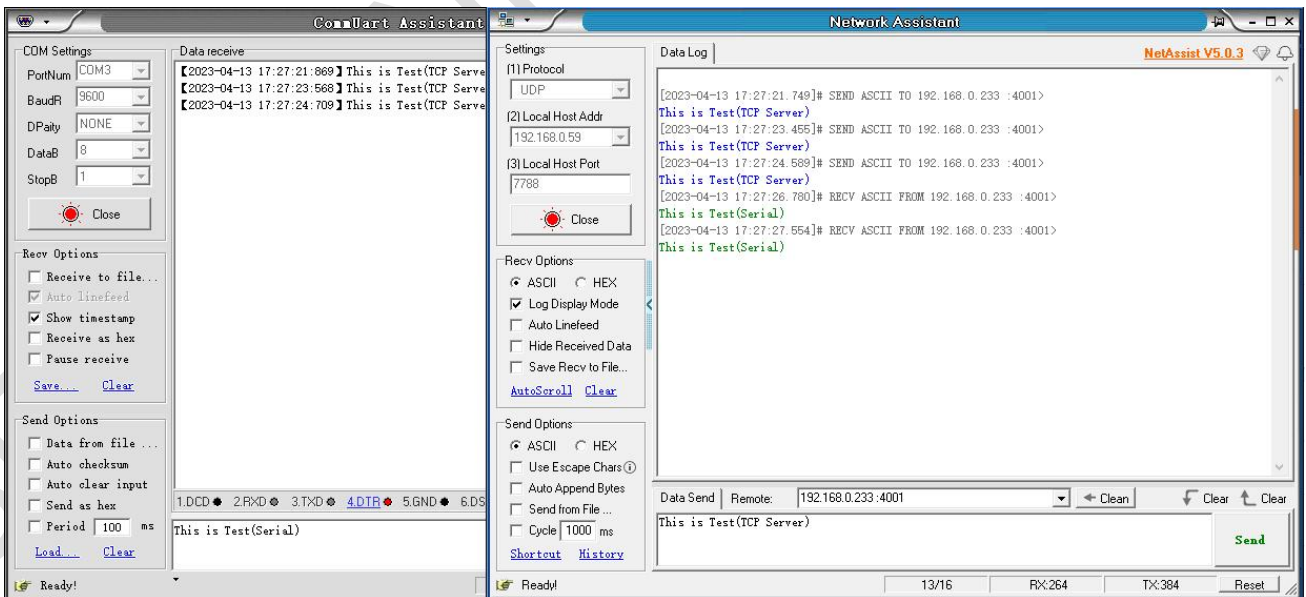 CommUart Assistant
COM Settings
PortNum COM3
BaudR 9600
DPaity NONE
DataB 8
StopB 1
Close
Recv Options
Receive to file...
Auto linefeed
Show timestamp
Receive as hex
Pause receive
Save... Clear
Send Options
Data from file ...
Auto checksum
Auto clear input
Send as hex
Period 100 ms
Load... Clear
Ready!
Data receive
【2023-04-13 17:27:21:869】This is Test(TCP Serve
【2023-04-13 17:27:23:568】This is Test(TCP Serve
【2023-04-13 17:27:24:709】This is Test(TCP Serve
1.DCD 2.RXD 3.TXD 4.DTR 5.GND 6.DS
This is Test(Serial)
Network Assistant
Settings
(1) Protocol
UDP
(2) Local Host Addr
192.168.0.59
(3) Local Host Port
7788
Close
Recv Options
ASCII HEX
Log Display Mode
Auto Linefeed
Hide Received Data
Save Recv to File...
AutoScroll Clear
Send Options
ASCII HEX
Use Escape Chars
Auto Append Bytes
Send from File ...
Cycle 1000 ms
Shortcut History
Ready!
Data Log
NetAssist V5.0.3
[2023-04-13 17:27:21.749]# SEND ASCII TO 192.168.0.233 :4001>
This is Test(TCP Server)
[2023-04-13 17:27:23.455]# SEND ASCII TO 192.168.0.233 :4001>
This is Test(TCP Server)
[2023-04-13 17:27:24.589]# SEND ASCII TO 192.168.0.233 :4001>
This is Test(TCP Server)
[2023-04-13 17:27:26.780]# RECV ASCII FROM 192.168.0.233 :4001>
This is Test(Serial)
[2023-04-13 17:27:27.554]# RECV ASCII FROM 192.168.0.233 :4001>
This is Test(Serial)
Data Send Remote: 192.168.0.233 :4001 Clean Clear Clear
This is Test(TCP Server)
Send
13/16 RX:264 TX:384 Reset